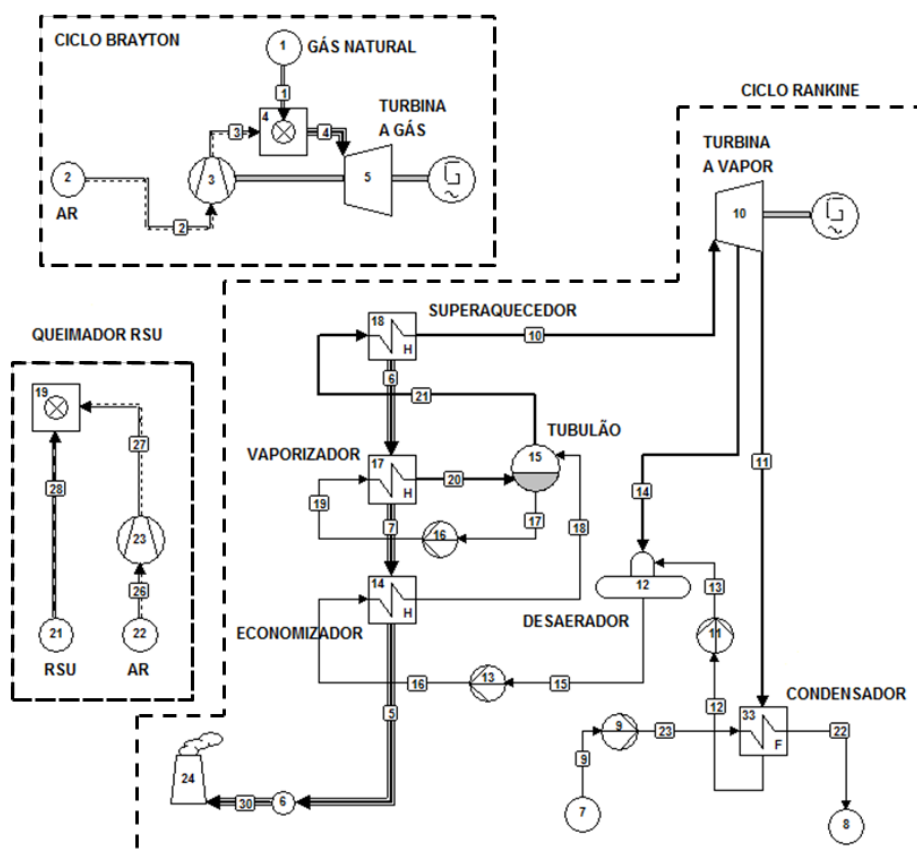 CICLO BRAYTON
1
GÁS NATURAL
1
4
3
4
TURBINA
A GÁS
2
3
5
G
~
AR
2
CICLO RANKINE
TURBINA
A VAPOR
10
G
~
SUPERAQUECEDOR
18
H
10
6
21
QUEIMADOR RSU
19
27
28
23
26
21
22
RSU
AR
VAPORIZADOR
TUBULÃO
17
H
20
15
19
7
16
17
18
11
14
14
H
12
13
ECONOMIZADOR
DESAERADOR
11
16
13
15
12
CONDENSADOR
5
9
23
33
F
22
24
30
6
9
7
8